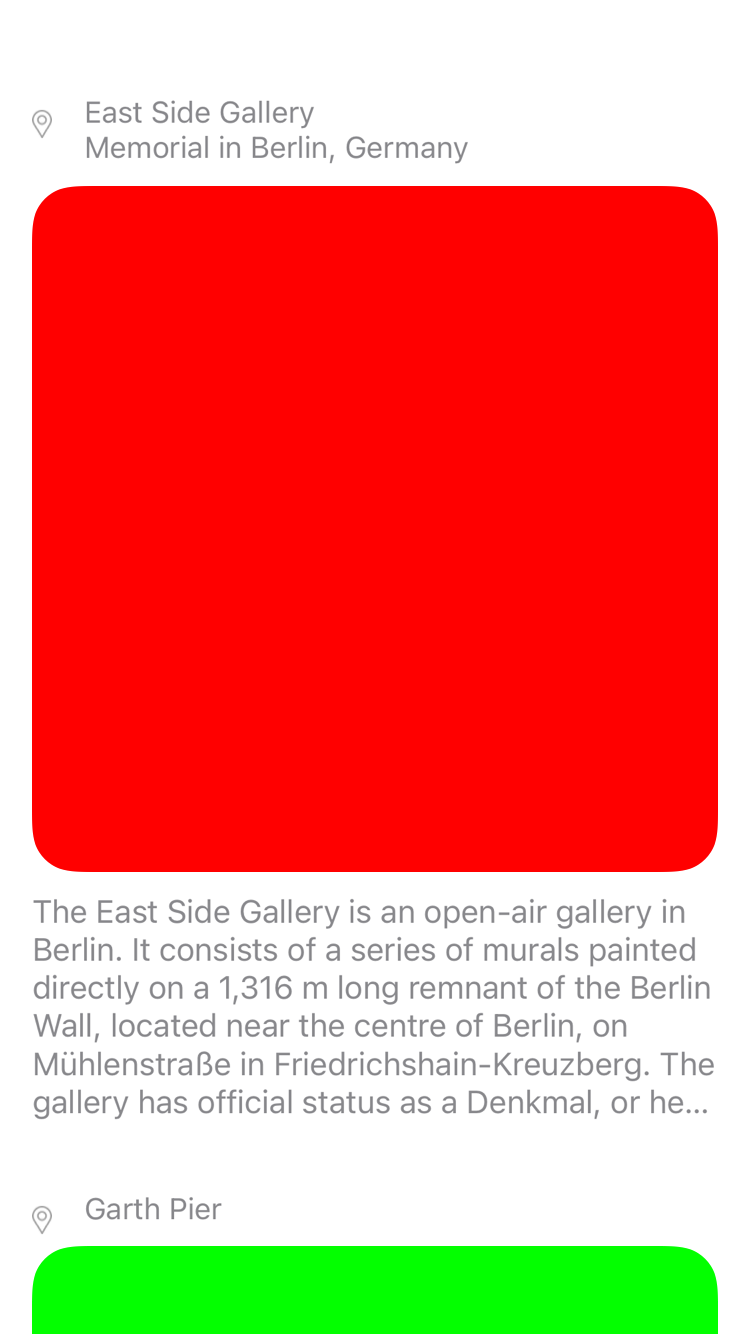 East Side Gallery
Memorial in Berlin, Germany
The East Side Gallery is an open-air gallery in
Berlin. It consists of a series of murals painted
directly on a 1,316 m long remnant of the Berlin
Wall, located near the centre of Berlin, on
Mühlenstraße in Friedrichshain-Kreuzberg. The
gallery has official status as a Denkmal, or he...
Garth Pier